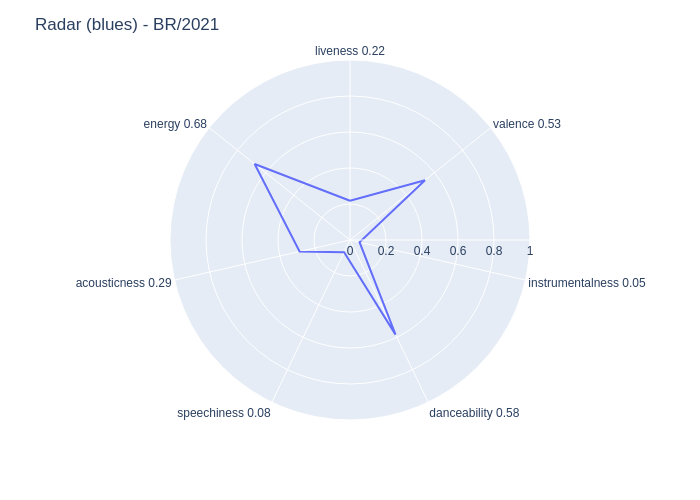 Radar (blues) - BR/2021
liveness 0.22
energy 0.68
valence 0.53
0 0.2 0.4 0.6 0.8 1
acousticness 0.29
instrumentalness 0.05
speechiness 0.08
danceability 0.58